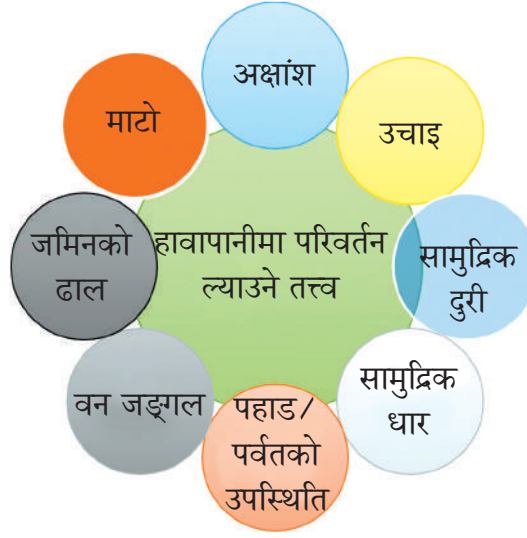 अक्षांश
उचाइ
सामुद्रिक
दुरी
सामुद्रिक
धार
पहाड/
पर्वतको
उपस्थिति
वन जङ्गल
जमिनको
ढाल
माटो
हावापानीमा परिवर्तन
ल्याउने तत्त्व